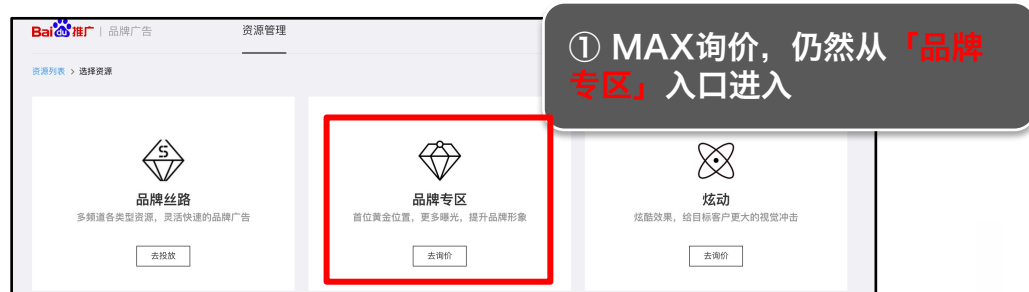 Bai du 推广 | 品牌广告
资源管理
① MAX询价，仍然从「品牌
专区」入口进入
资源列表 > 选择资源
S
品牌丝路
多频道各类型资源，灵活快速的品牌广告
去投放
品牌专区
首位黄金位置，更多曝光，提升品牌形象
去询价
炫动
炫酷效果，给目标客户更大的视觉冲击
去询价